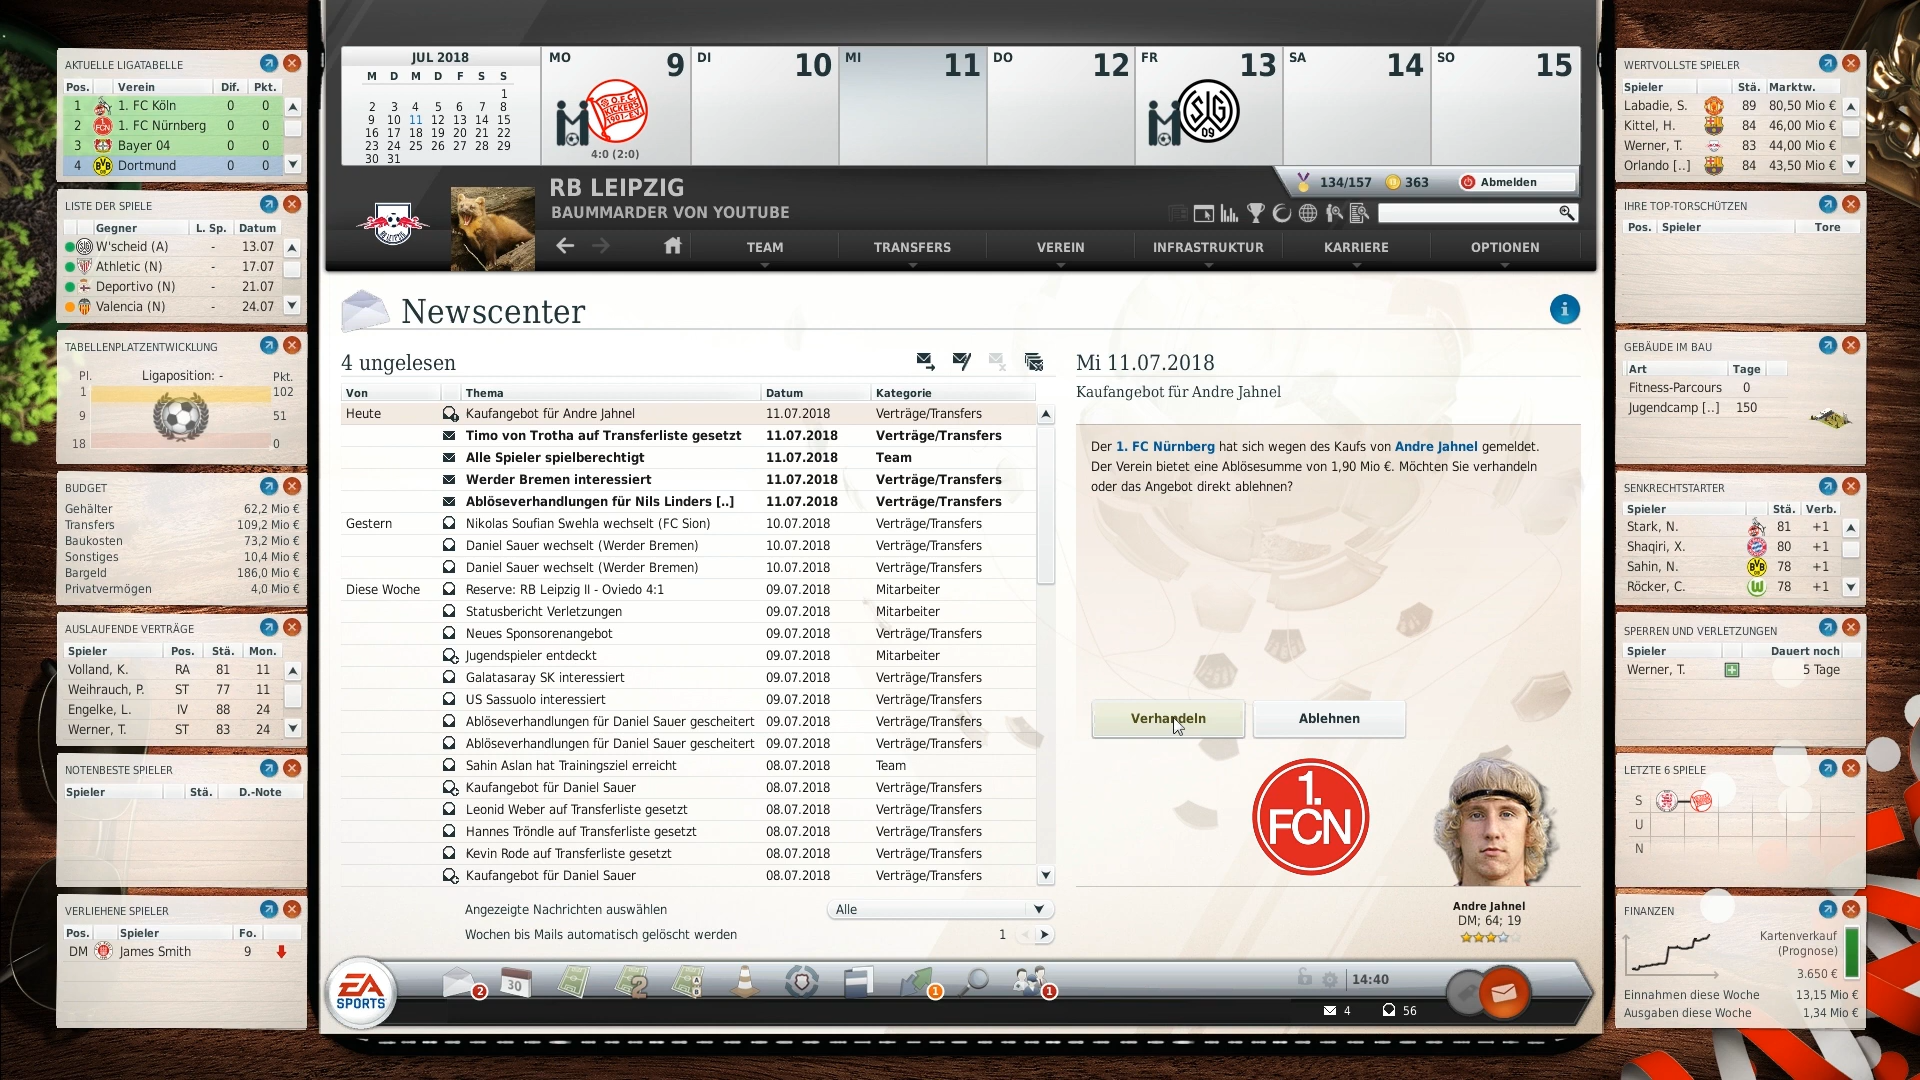 JUL 2018
M D M D F S S
1
2 3 4 5 6 7 8
9 10 11 12 13 14 15
16 17 18 19 20 21 22
23 24 25 26 27 28 29
30 31
MO 9
4:0 (2:0)
DI 10
MI 11
DO 12
FR 13
SA 14
SO 15
RB LEIPZIG
BAUMMARDER VON YOUTUBE
134/157 363 Abmelden
TEAM TRANSFERS VEREIN INFRASTRUKTUR KARRIERE OPTIONEN
AKTUELLE LIGATABELLE
Pos. Verein Dif. Pkt.
1 1. FC Köln 0 0
2 1. FC Nürnberg 0 0
3 Bayer 04 0 0
4 Dortmund 0 0
LISTE DER SPIELE
Gegner L. Sp. Datum
W'scheid (A) - 13.07
Athletic (N) - 17.07
Deportivo (N) - 21.07
Valencia (N) - 24.07
TABELLENPLATZENTWICKLUNG
Pl. Ligaposition: - Pkt.
1 102
9 51
18 0
BUDGET
Gehälter 62,2 Mio €
Transfers 109,2 Mio €
Baukosten 73,2 Mio €
Sonstiges 10,4 Mio €
Bargeld 186,0 Mio €
Privatvermögen 4,0 Mio €
AUSLAUFENDE VERTRÄGE
Spieler Pos. Stä. Mon.
Volland, K. RA 81 11
Weihrauch, P. ST 77 11
Engelke, L. IV 88 24
Werner, T. ST 83 24
NOTENBESTE SPIELER
Spieler Stä. D.-Note
VERLIEHENE SPIELER
Pos. Spieler Fo.
DM James Smith 9
Newscenter
4 ungelesen
Von Thema Datum Kategorie
Heute Kaufangebot für Andre Jahnel 11.07.2018 Verträge/Transfers
Timo von Trotha auf Transferliste gesetzt 11.07.2018 Verträge/Transfers
Alle Spieler spielberechtigt 11.07.2018 Team
Werder Bremen interessiert 11.07.2018 Verträge/Transfers
Ablöseverhandlungen für Nils Linders [..] 11.07.2018 Verträge/Transfers
Gestern Nikolas Soufian Swehla wechselt (FC Sion) 10.07.2018 Verträge/Transfers
Daniel Sauer wechselt (Werder Bremen) 10.07.2018 Verträge/Transfers
Daniel Sauer wechselt (Werder Bremen) 10.07.2018 Verträge/Transfers
Diese Woche Reserve: RB Leipzig II - Oviedo 4:1 09.07.2018 Mitarbeiter
Statusbericht Verletzungen 09.07.2018 Mitarbeiter
Neues Sponsorenangebot 09.07.2018 Verträge/Transfers
Jugendspieler entdeckt 09.07.2018 Mitarbeiter
Galatasaray SK interessiert 09.07.2018 Verträge/Transfers
US Sassuolo interessiert 09.07.2018 Verträge/Transfers
Ablöseverhandlungen für Daniel Sauer gescheitert 09.07.2018 Verträge/Transfers
Ablöseverhandlungen für Daniel Sauer gescheitert 09.07.2018 Verträge/Transfers
Sahin Aslan hat Trainingsziel erreicht 08.07.2018 Team
Kaufangebot für Daniel Sauer 08.07.2018 Verträge/Transfers
Leonid Weber auf Transferliste gesetzt 08.07.2018 Verträge/Transfers
Hannes Tröndle auf Transferliste gesetzt 08.07.2018 Verträge/Transfers
Kevin Rode auf Transferliste gesetzt 08.07.2018 Verträge/Transfers
Kaufangebot für Daniel Sauer 08.07.2018 Verträge/Transfers
Angezeigte Nachrichten auswählen Alle
Wochen bis Mails automatisch gelöscht werden 1
Mi 11.07.2018
Kaufangebot für Andre Jahnel
Der 1. FC Nürnberg hat sich wegen des Kaufs von Andre Jahnel gemeldet.
Der Verein bietet eine Ablösesumme von 1,90 Mio €. Möchten Sie verhandeln
oder das Angebot direkt ablehnen?
Verhandeln Ablehnen
1.
FCN
Andre Jahnel
DM; 64; 19
EA
SPORTS
2 30 2 1 1
14:40
4 56
WERTVOLLSTE SPIELER
Spieler Stä. Marktw.
Labadie, S. 89 80,50 Mio €
Kittel, H. 84 46,00 Mio €
Werner, T. 83 44,00 Mio €
Orlando [..] 84 43,50 Mio €
IHRE TOP-TORSCHÜTZEN
Pos. Spieler Tore
GEBÄUDE IM BAU
Art Tage
Fitness-Parcours 0
Jugendcamp [..] 150
SENKRECHTSTARTER
Spieler Stä. Verb.
Stark, N. 81 +1
Shaqiri, X. 80 +1
Sahin, N. 78 +1
Röcker, C. 78 +1
SPERREN UND VERLETZUNGEN
Spieler Dauert noch
Werner, T. 5 Tage
LETZTE 6 SPIELE
S
U
N
FINANZEN
Kartenverkauf
(Prognose)
3.650 €
Einnahmen diese Woche 13,15 Mio €
Ausgaben diese Woche 1,34 Mio €